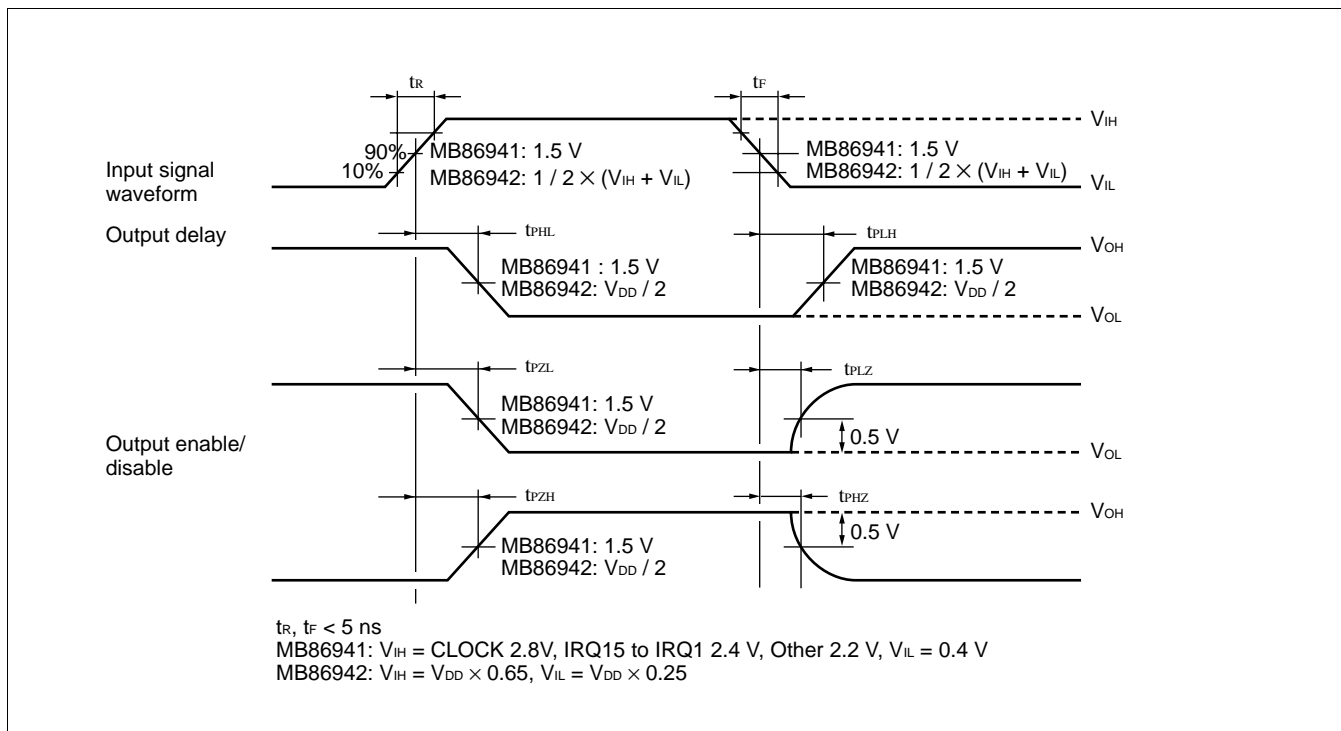 tR
tF
VIH
90%
MB86941: 1.5 V
MB86941: 1.5 V
Input signal
waveform
10%
MB86942: 1 / 2 × (VIH + VIL)
MB86942: 1 / 2 × (VIH + VIL)
VIL
Output delay
tPHL
tPLH
VOH
MB86941 : 1.5 V
MB86942: VDD / 2
MB86941: 1.5 V
MB86942: VDD / 2
VOL
tPZL
tPLZ
MB86941: 1.5 V
MB86942: VDD / 2
0.5 V
VOL
Output enable/
disable
tPZH
tPHZ
VOH
0.5 V
MB86941: 1.5 V
MB86942: VDD / 2
tR, tF < 5 ns
MB86941: VIH = CLOCK 2.8V, IRQ15 to IRQ1 2.4 V, Other 2.2 V, VIL = 0.4 V
MB86942: VIH = VDD × 0.65, VIL = VDD × 0.25